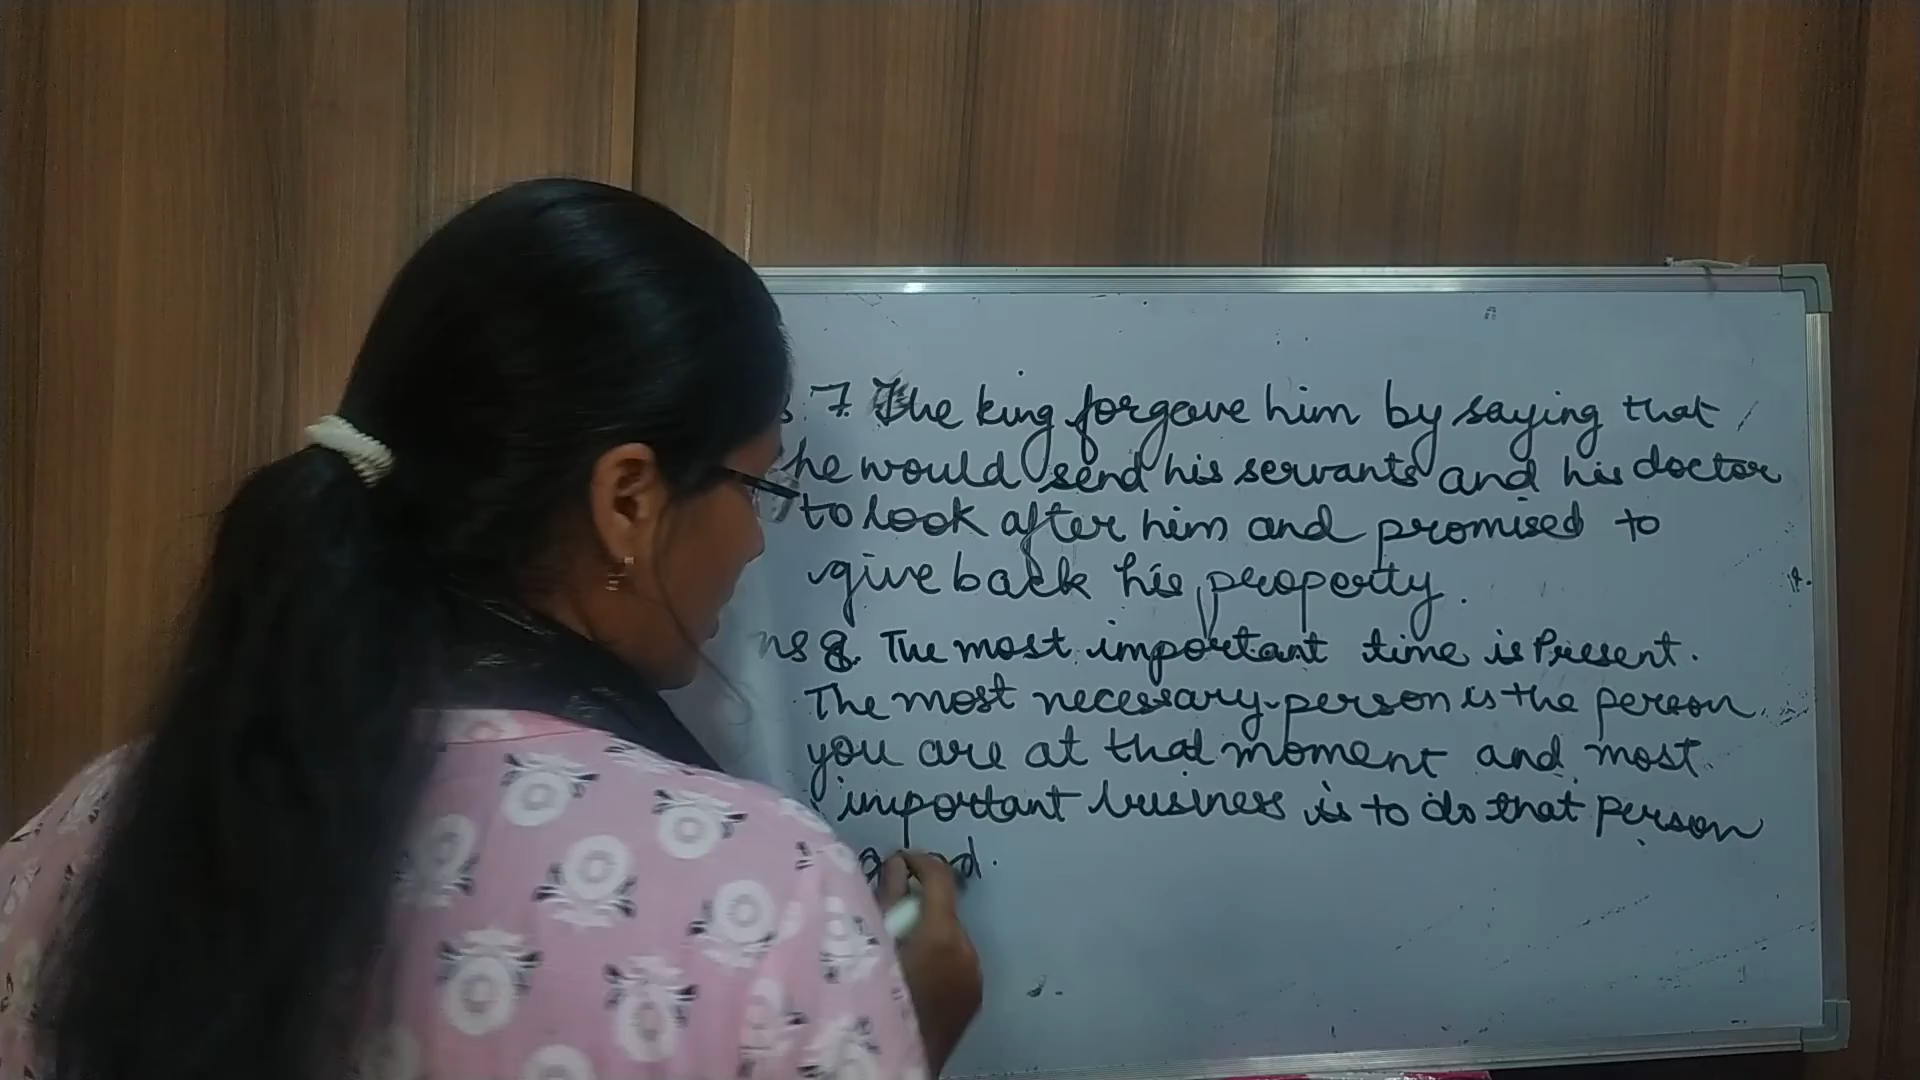 7. The king forgave him by saying that
he would send his servants and his doctor
to look after him and promised to
give back his property.
ns 8. The most important time is Present.
The most necessary person is the person
you are at that moment and most
important business is to do that person